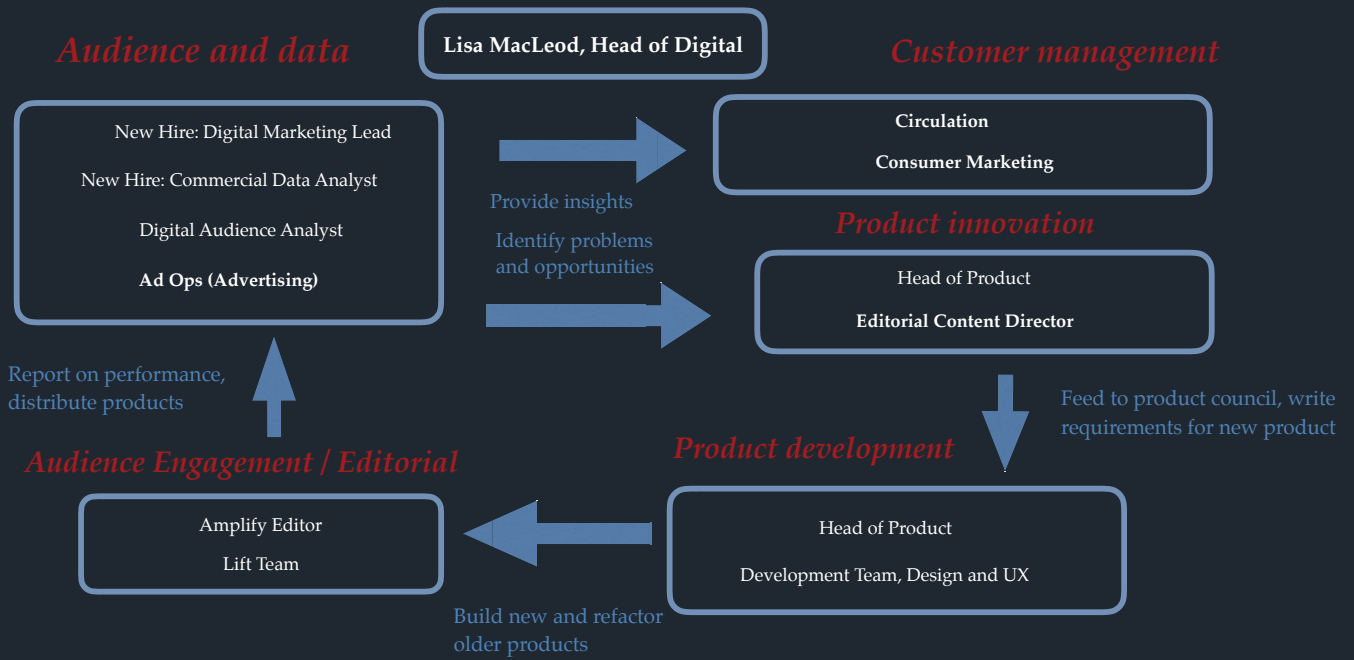 Lisa MacLeod, Head of Digital
Audience and data
New Hire: Digital Marketing Lead
New Hire: Commercial Data Analyst
Digital Audience Analyst
Ad Ops (Advertising)
Provide insights
Identify problems
and opportunities
Customer management
Circulation
Consumer Marketing
Product innovation
Head of Product
Editorial Content Director
Feed to product council, write
requirements for new product
Product development
Head of Product
Development Team, Design and UX
Build new and refactor
older products
Audience Engagement / Editorial
Amplify Editor
Lift Team
Report on performance,
distribute products